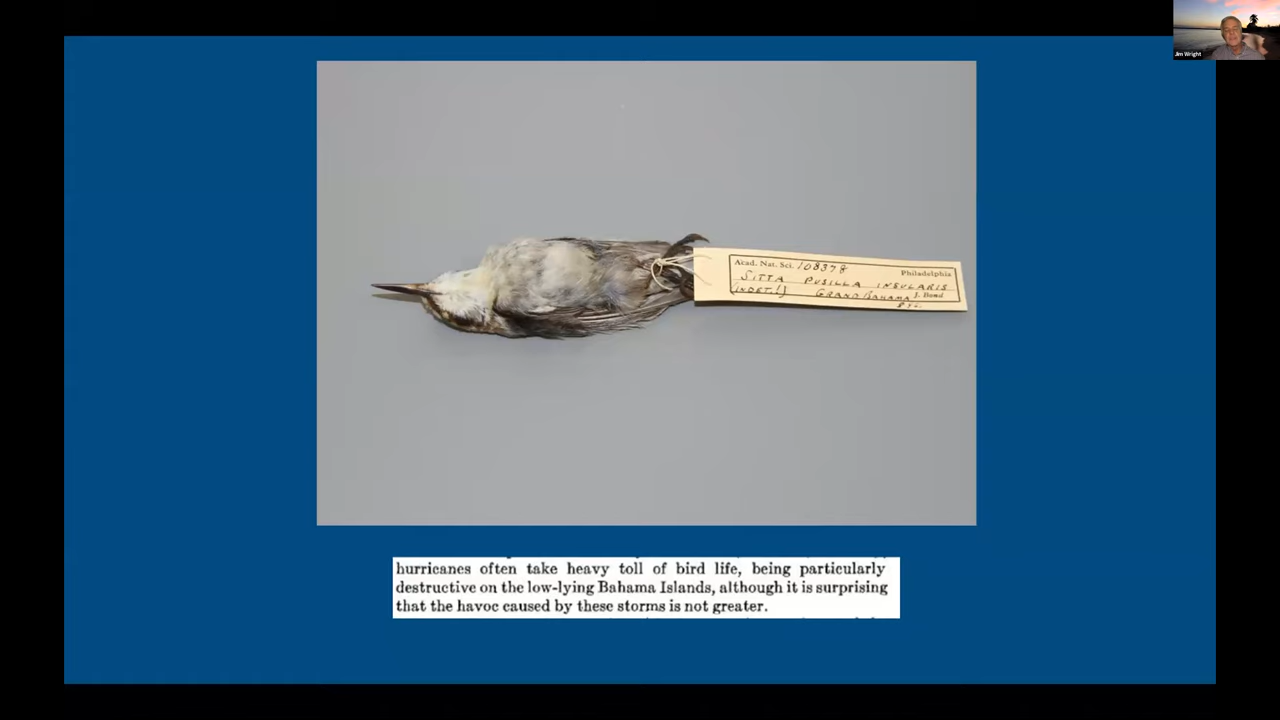 Jim Wright
Acad. Nat. Sci. 108378 Philadelphia
SITTA PUSILLA INSULARIS
(INDET.!) GRAND BAHAMA J. Bond
hurricanes often take heavy toll of bird life, being particularly
destructive on the low-lying Bahama Islands, although it is surprising
that the havoc caused by these storms is not greater.